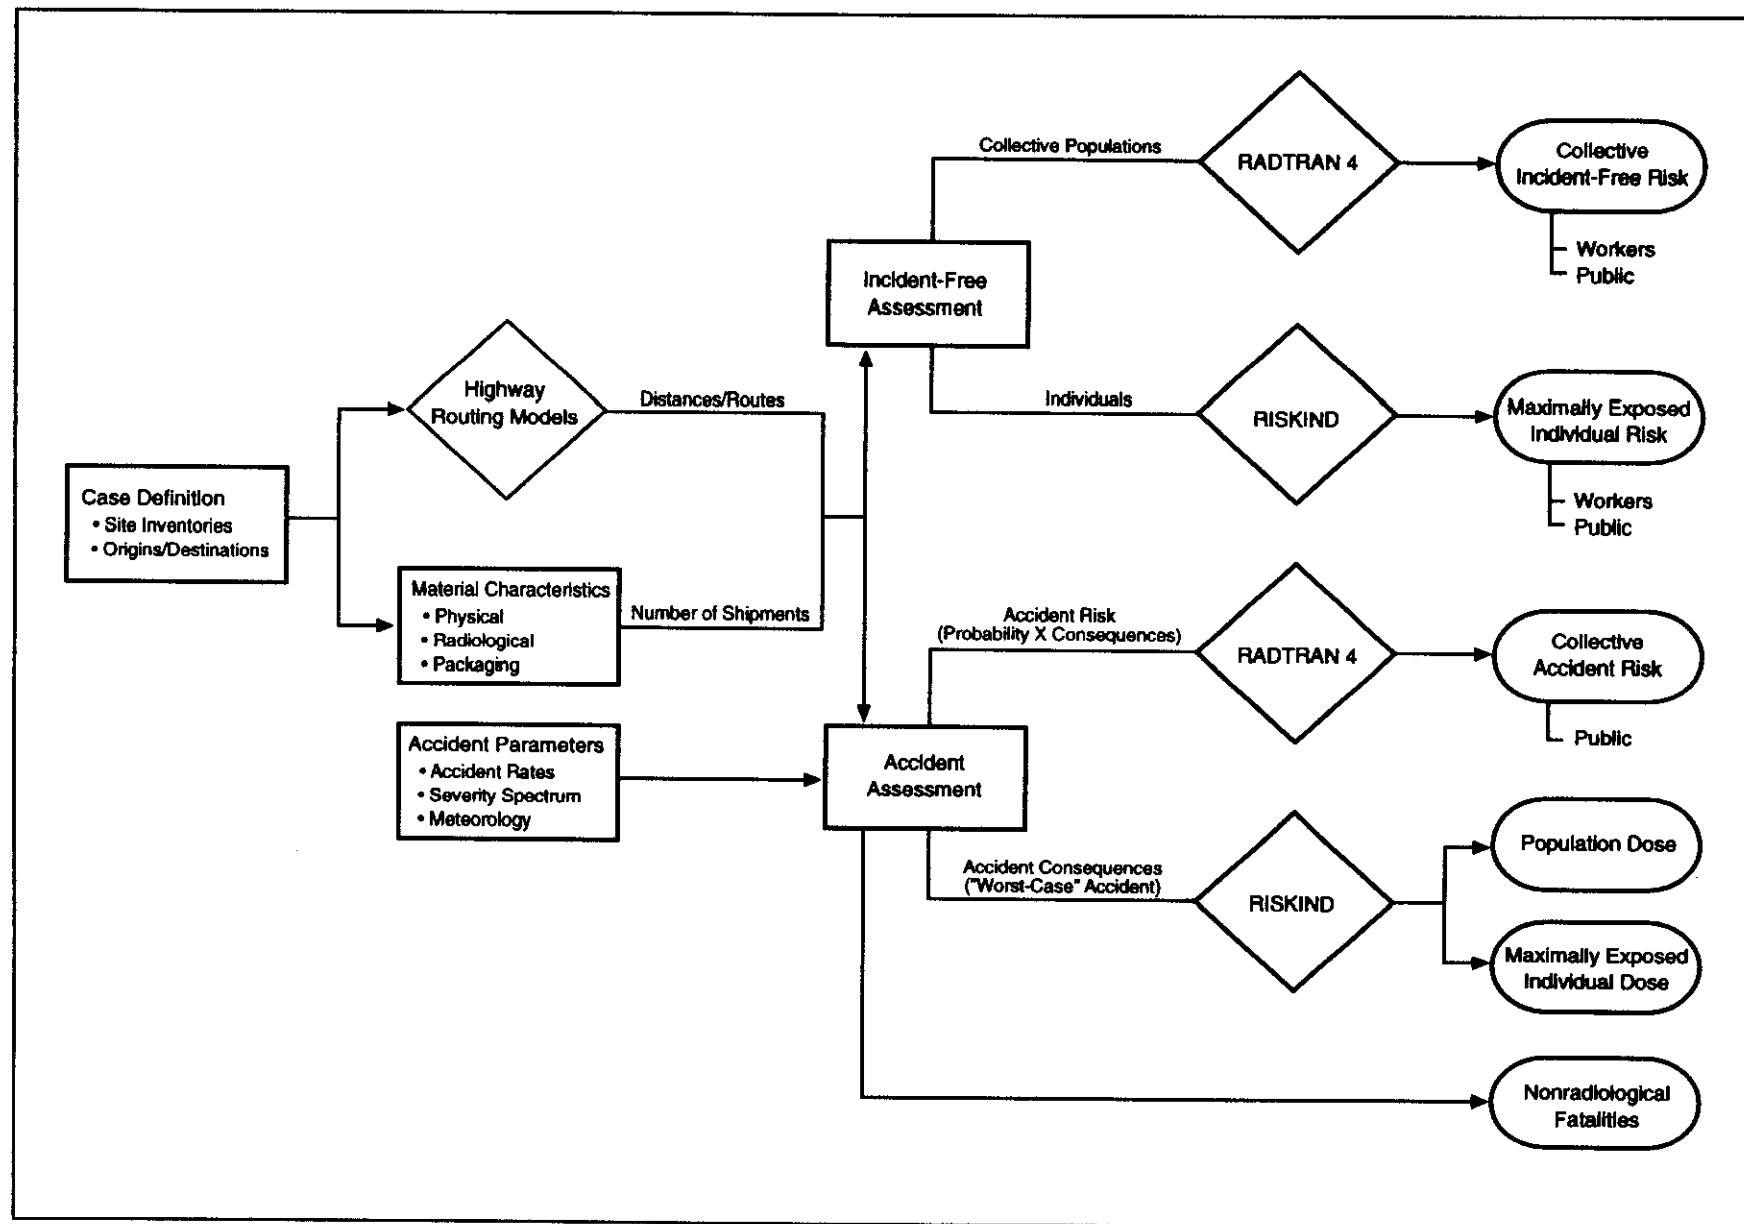 Case Definition
• Site Inventories
• Origins/Destinations
Highway
Routing Models
Distances/Routes
Material Characteristics
• Physical
• Radiological
• Packaging
Number of Shipments
Accident Parameters
• Accident Rates
• Severity Spectrum
• Meteorology
Incident-Free
Assessment
Collective Populations
RADTRAN 4
Collective
Incident-Free Risk
Workers
Public
Individuals
RISKIND
Maximally Exposed
Individual Risk
Workers
Public
Accident
Assessment
Accident Risk
(Probability X Consequences)
RADTRAN 4
Collective
Accident Risk
Public
Accident Consequences
("Worst-Case" Accident)
RISKIND
Population Dose
Maximally Exposed
Individual Dose
Nonradiological
Fatalities